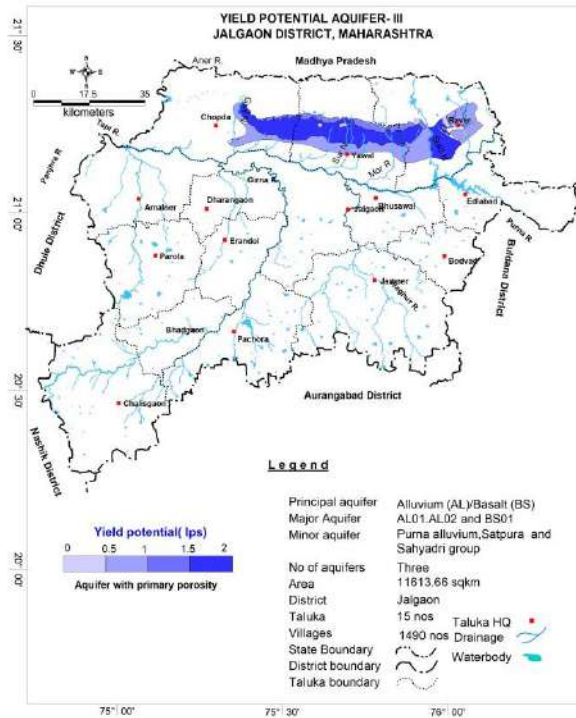 YIELD POTENTIAL AQUIFER- III
JALGAON DISTRICT, MAHARASHTRA
21° 30'
Aner R.
Madhya Pradesh
N
W E
S
0 17.5 35
kilometers
Chopda
Raver
Tapi R.
Yawal
Mor R.
Panjhra R.
Girna R.
Amalner
Dharangaon
Jalgaon
Bhusawal
Edlabad
21° 00'
Purna R.
Erandol
Parola
Bodvad
Dhule District
Buldana District
Jamner
Waghur R.
Bhadgaon
Pachora
20° 30'
Aurangabad District
Chalisgaon
Nashik District
Legend
Principal aquifer Alluvium (AL)/Basalt (BS)
Major Aquifer AL01.AL02 and BS01
Minor aquifer Purna alluvium,Satpura and
Sahyadri group
Yield potential( lps)
0 0.5 1 2
Aquifer with primary porosity
No of aquifers Three
Area 11613.66 sqkm
District Jalgaon
Taluka 15 nos
Villages 1490 nos
State Boundary
District boundary
Taluka boundary
Taluka HQ
Drainage
Waterbody
20° 00'
75° 00' 75° 30' 76° 00'